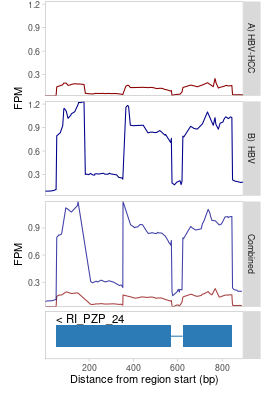 1.2
0.9
0.6
0.3
A) HBV-HCC
FPM
1.2
0.9
0.6
0.3
B) HBV
0.9
0.6
0.3
FPM
Combined
< RI_PZP_24
200 400 600 800
Distance from region start (bp)